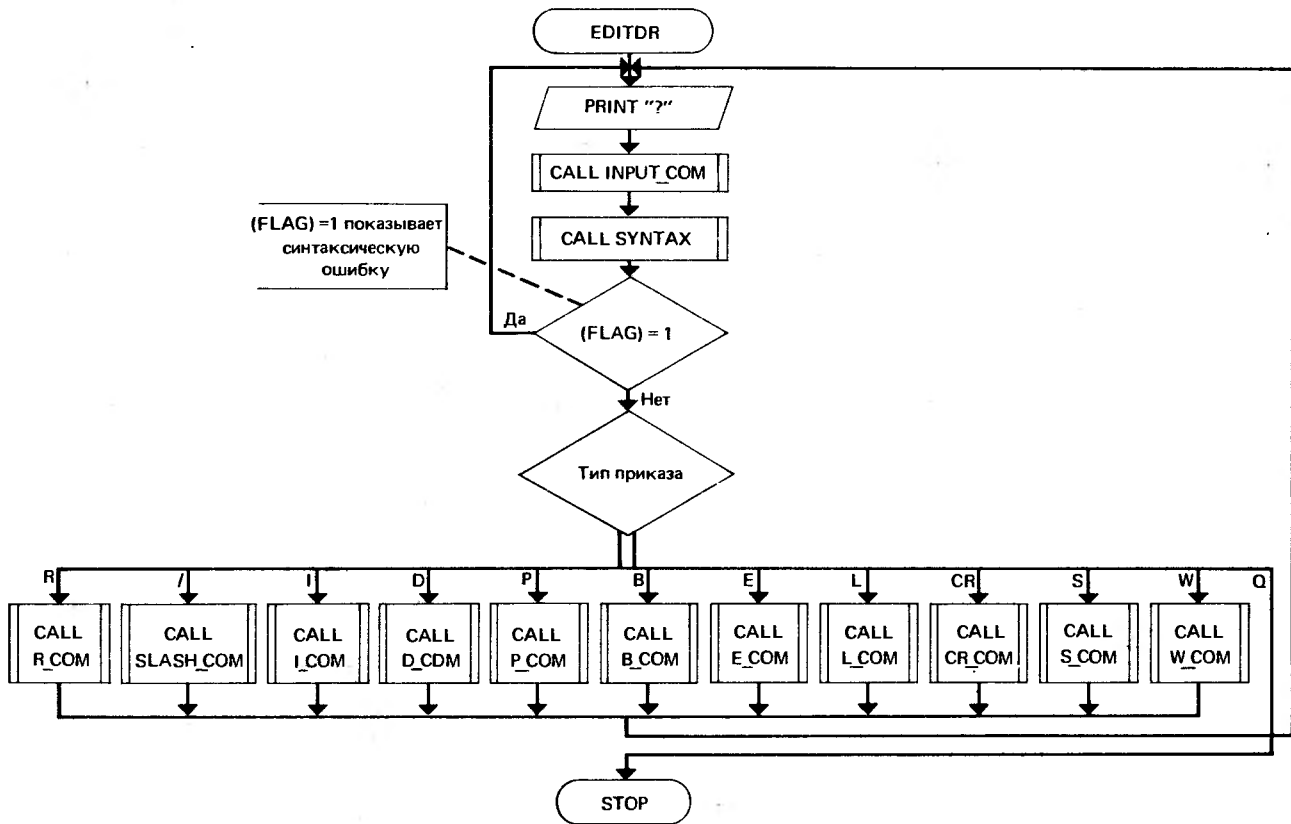 EDITDR
PRINT "?"
CALL INPUT_COM
(FLAG) =1 показывает
синтаксическую
ошибку
CALL SYNTAX
Да
(FLAG) = 1
Нет
Тип приказа
R
/
I
D
P
B
E
L
CR
S
W
Q
CALL
R_COM
CALL
SLASH_COM
CALL
I_COM
CALL
D_CDM
CALL
P_COM
CALL
B_COM
CALL
E_COM
CALL
L_COM
CALL
CR_COM
CALL
S_COM
CALL
W_COM
STOP